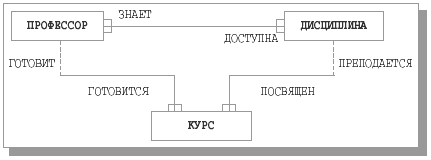 ЗНАЕТ
ПРОФЕССОР
ДИСЦИПЛИНА
ДОСТУПНА
ГОТОВИТ
ПРЕПОДАЕТСЯ
ГОТОВИТСЯ
ПОСВЯЩЕН
КУРС